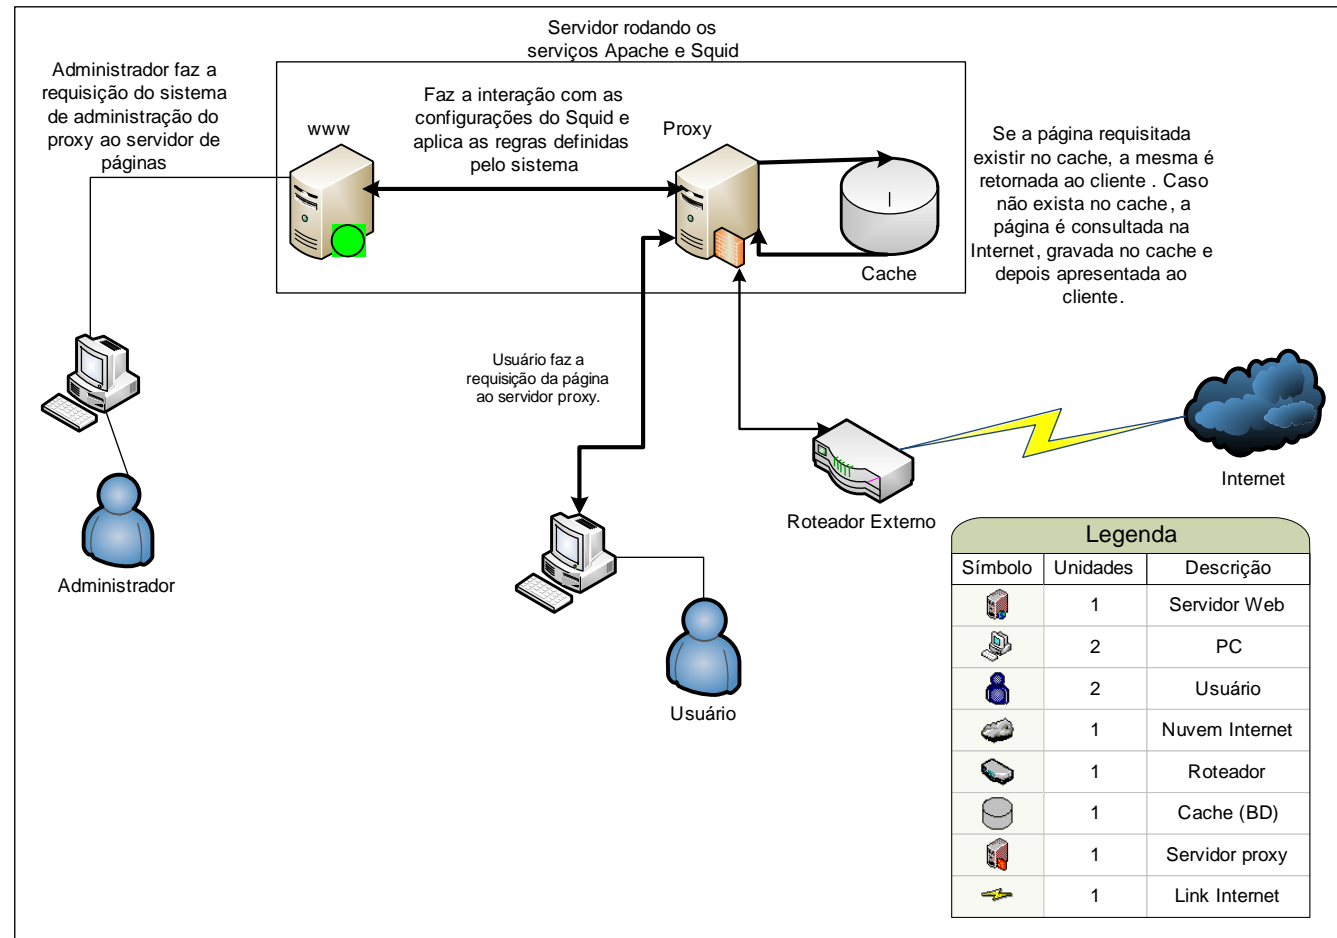 Servidor rodando os
serviços Apache e Squid
Administrador faz a
requisição do sistema
de administração do
proxy ao servidor de
páginas
www
Faz a interação com as
configurações do Squid e
aplica as regras definidas
pelo sistema
Proxy
Cache
Se a página requisitada
existir no cache, a mesma é
retornada ao cliente . Caso
não exista no cache, a
página é consultada na
Internet, gravada no cache e
depois apresentada ao
cliente.
Usuário faz a
requisição da página
ao servidor proxy.
Internet
Roteador Externo
Administrador
Usuário
Legenda
Símbolo Unidades Descrição
1 Servidor Web
2 PC
2 Usuário
1 Nuvem Internet
1 Roteador
1 Cache (BD)
1 Servidor proxy
1 Link Internet